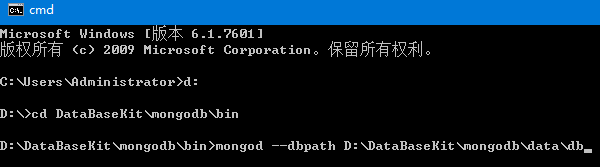 cmd
Microsoft Windows [版本 6.1.7601]
版权所有 (c) 2009 Microsoft Corporation。保留所有权利。
C:\Users\Administrator>d:
D:\>cd DataBaseKit\mongodb\bin
D:\DataBaseKit\mongodb\bin>mongod --dbpath D:\DataBaseKit\mongodb\data\db